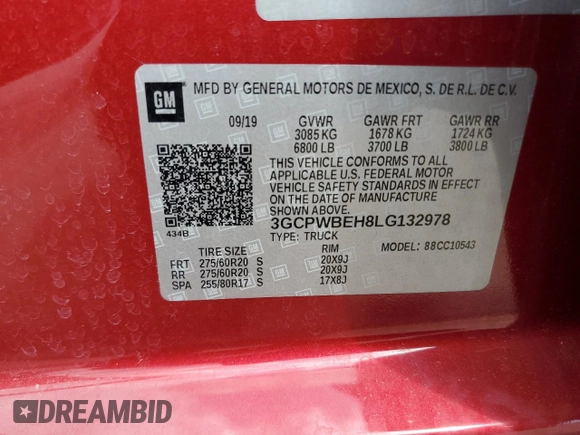 GM
MFD BY GENERAL MOTORS DE MEXICO, S. DE R.L. DE C.V.
09/19 GVWR GAWR FRT GAWR RR
3085 KG 1678 KG 1724 KG
6800 LB 3700 LB 3800 LB
THIS VEHICLE CONFORMS TO ALL
APPLICABLE U.S. FEDERAL MOTOR
VEHICLE SAFETY STANDARDS IN EFFECT
ON THE DATE OF MANUFACTURE
SHOWN ABOVE.
3GCPWBEH8LG132978
434B TYPE: TRUCK MODEL: 88CC10543
TIRE SIZE RIM
FRT 275/60R20 S 20X9J
RR 275/60R20 S 20X9J
SPA 255/80R17 S 17X8J
DREAMBID